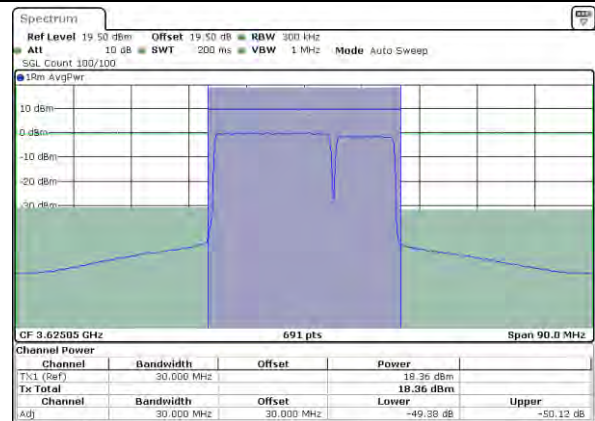 Spectrum
Ref Level 19.50 dBm Offset 19.50 dB RBW 300 kHz
Att 10 dB SWT 200 ms VBW 1 MHz Mode Auto Sweep
SGL Count 100/100
1Rm AvgPwr
10 dBm
0 dBm
-10 dBm
-20 dBm
-30 dBm
CF 3.62505 GHz 691 pts Span 90.0 MHz
Channel Power
Channel Bandwidth Offset Power
TX1 (Ref) 30.000 MHz 18.36 dBm
Tx Total 18.36 dBm
Channel Bandwidth Offset Lower Upper
Adj 30.000 MHz 30.000 MHz -49.38 dB -50.12 dB